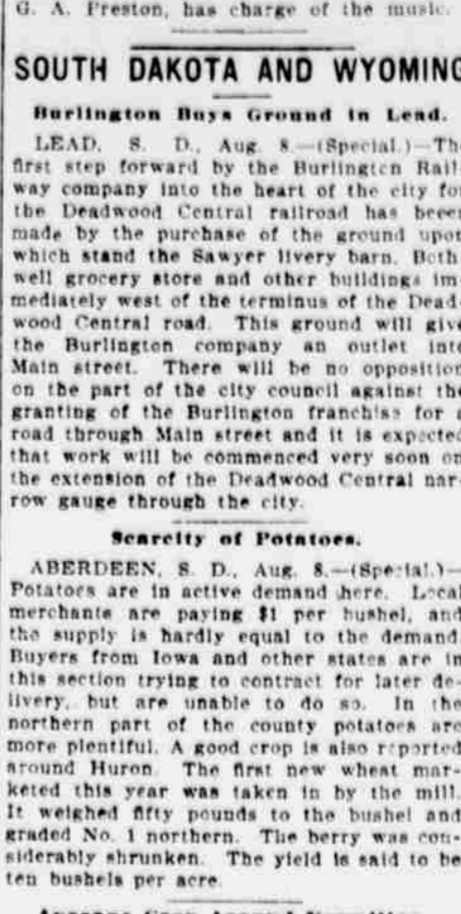 G. A. Preston, has charge of the music.
SOUTH DAKOTA AND WYOMING
Burlington Buys Ground in Lead.
LEAD, S. D., Aug. 8.—(Special.)—The
first step forward by the Burlington Rail-
way company into the heart of the city for
the Deadwood Central railroad has been
made by the purchase of the ground upon
which stand the Sawyer livery barn, Beth-
well grocery store and other buildings im-
mediately west of the terminus of the Dead-
wood Central road. This ground will give
the Burlington company an outlet into
Main street. There will be no opposition
on the part of the city council against the
granting of the Burlington franchise for a
road through Main street and it is expected
that work will be commenced very soon on
the extension of the Deadwood Central nar-
row gauge through the city.
Scarcity of Potatoes.
ABERDEEN, S. D., Aug. 8.—(Special.)—
Potatoes are in active demand here. Local
merchants are paying $1 per bushel, and
the supply is hardly equal to the demand.
Buyers from Iowa and other states are in
this section trying to contract for later de-
livery, but are unable to do so. In the
northern part of the county potatoes are
more plentiful. A good crop is also reported
around Huron. The first new wheat mar-
keted this year was taken in by the mill.
It weighed fifty pounds to the bushel and
graded No. 1 northern. The berry was con-
siderably shrunken. The yield is said to be
ten bushels per acre.